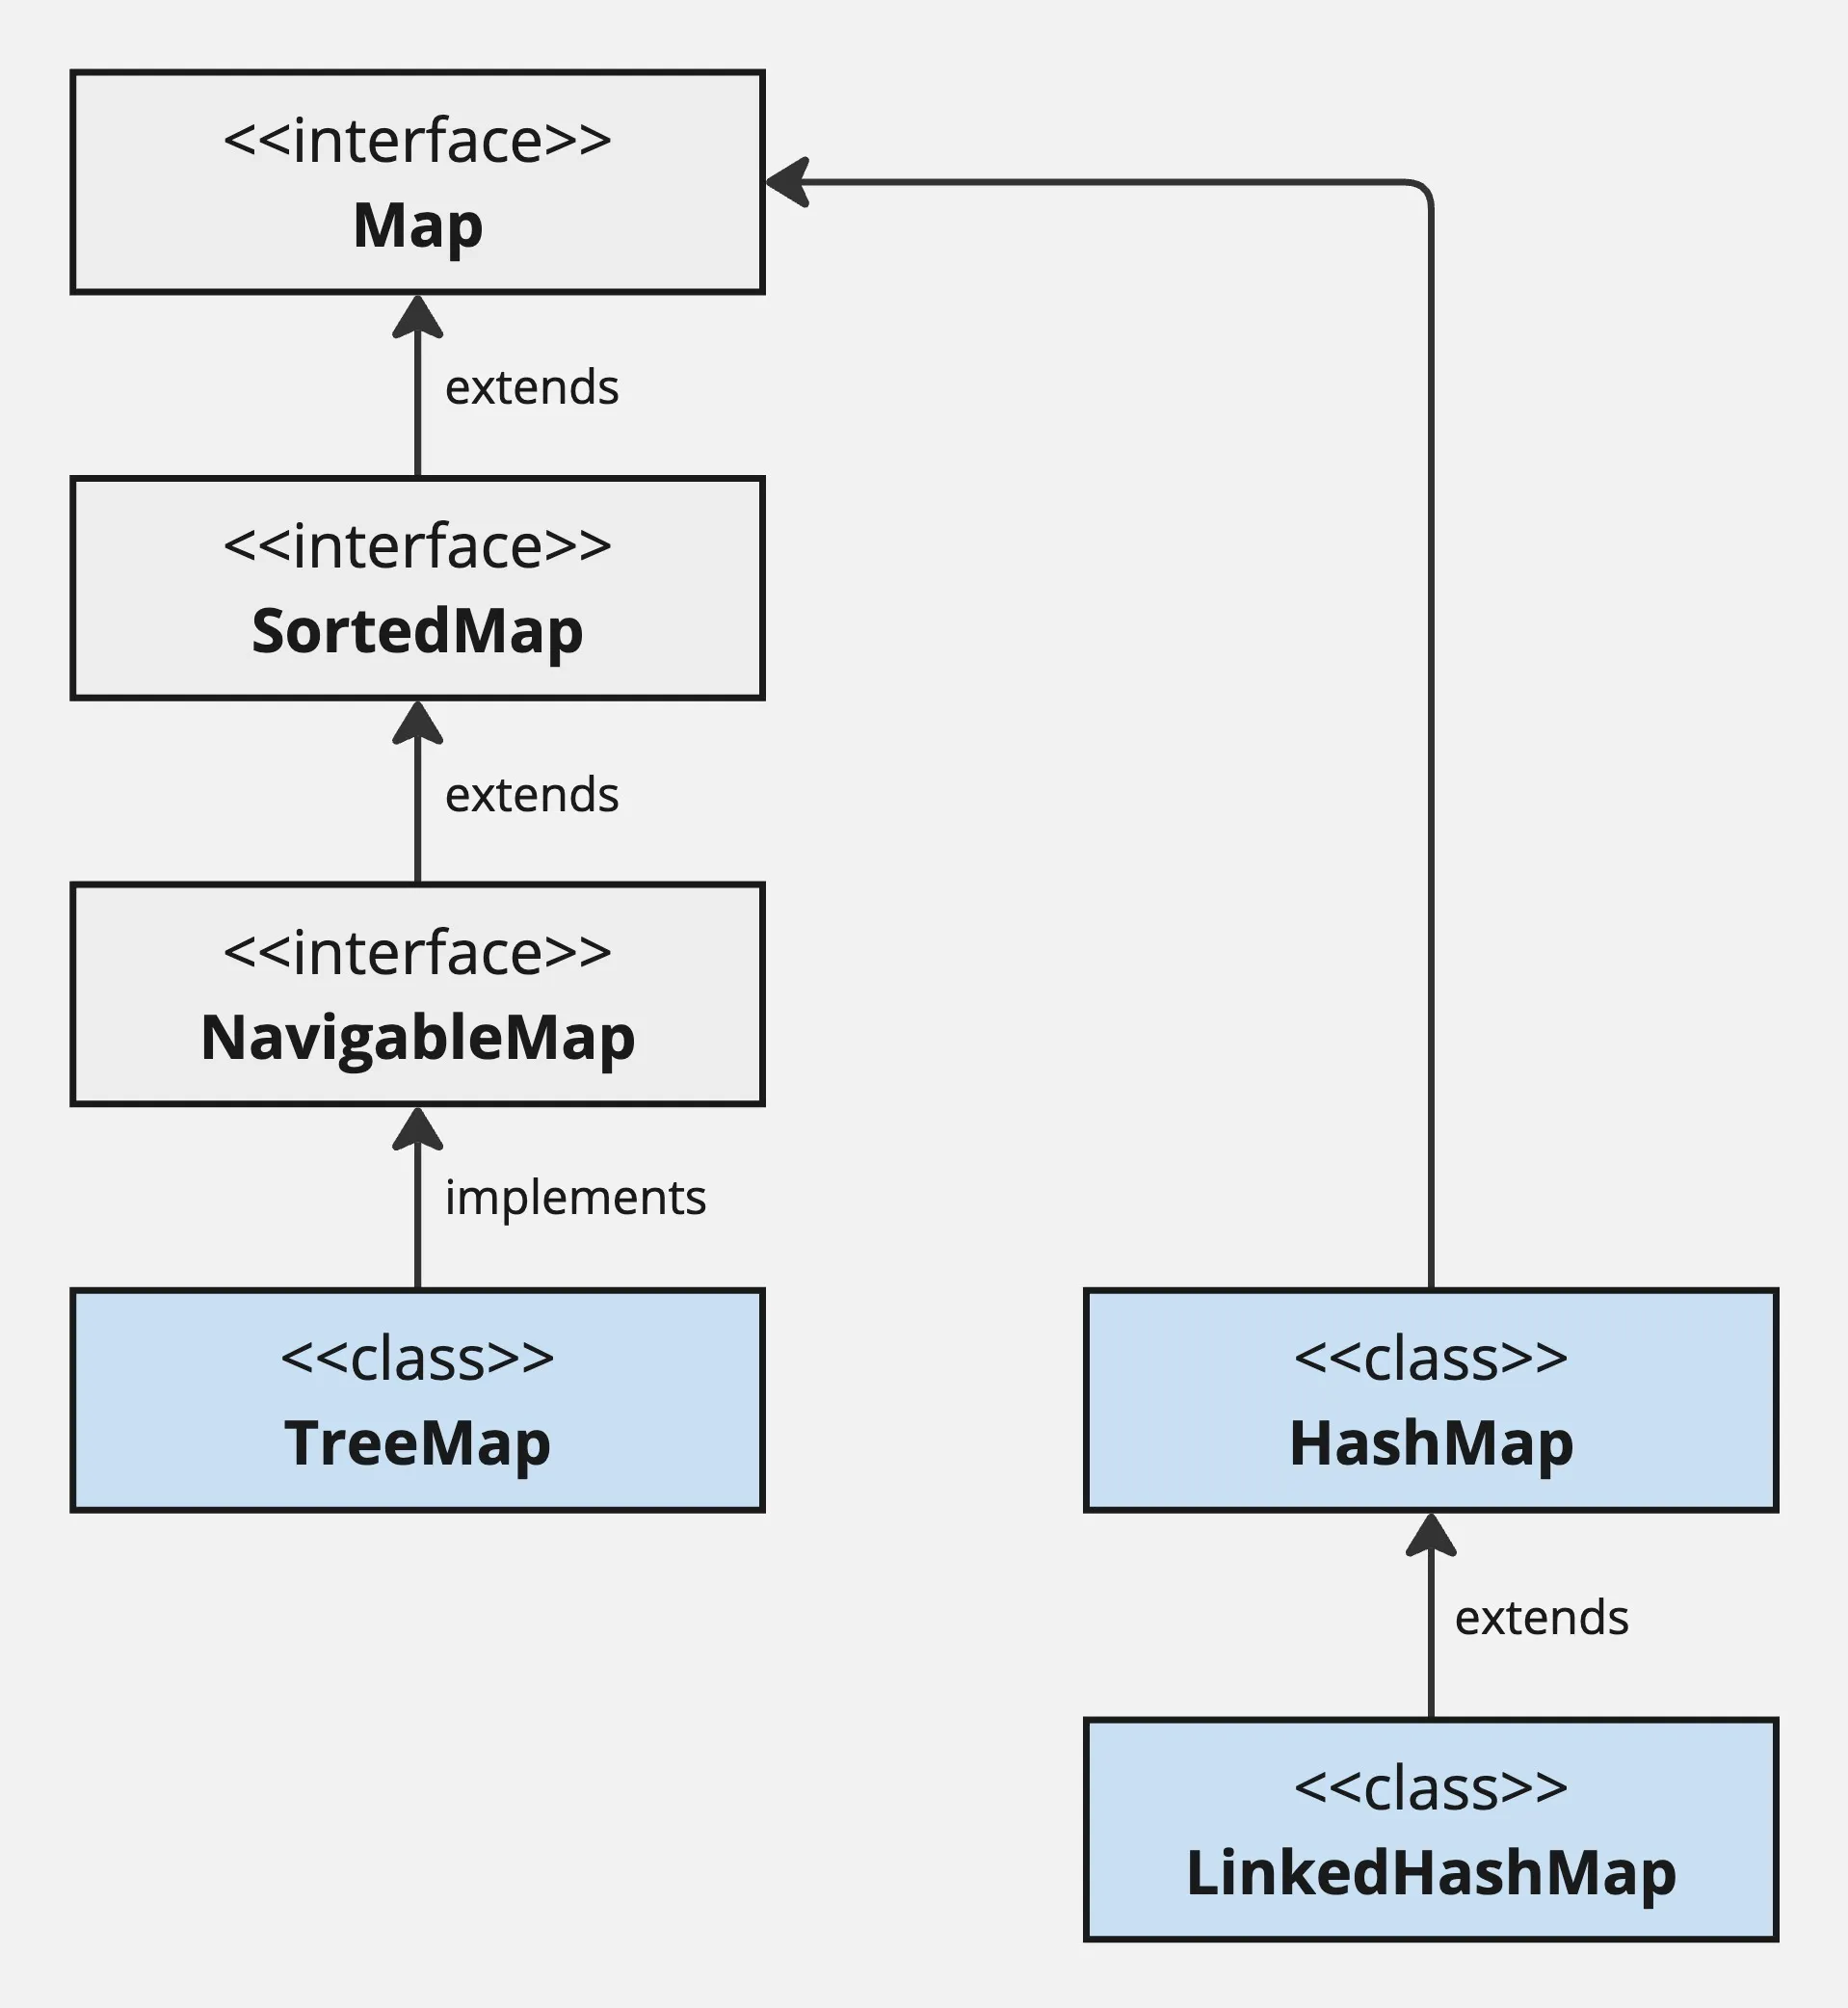 <<interface>>
Map
extends
<<interface>>
SortedMap
extends
<<interface>>
NavigableMap
implements
<<class>>
TreeMap
<<class>>
HashMap
extends
<<class>>
LinkedHashMap